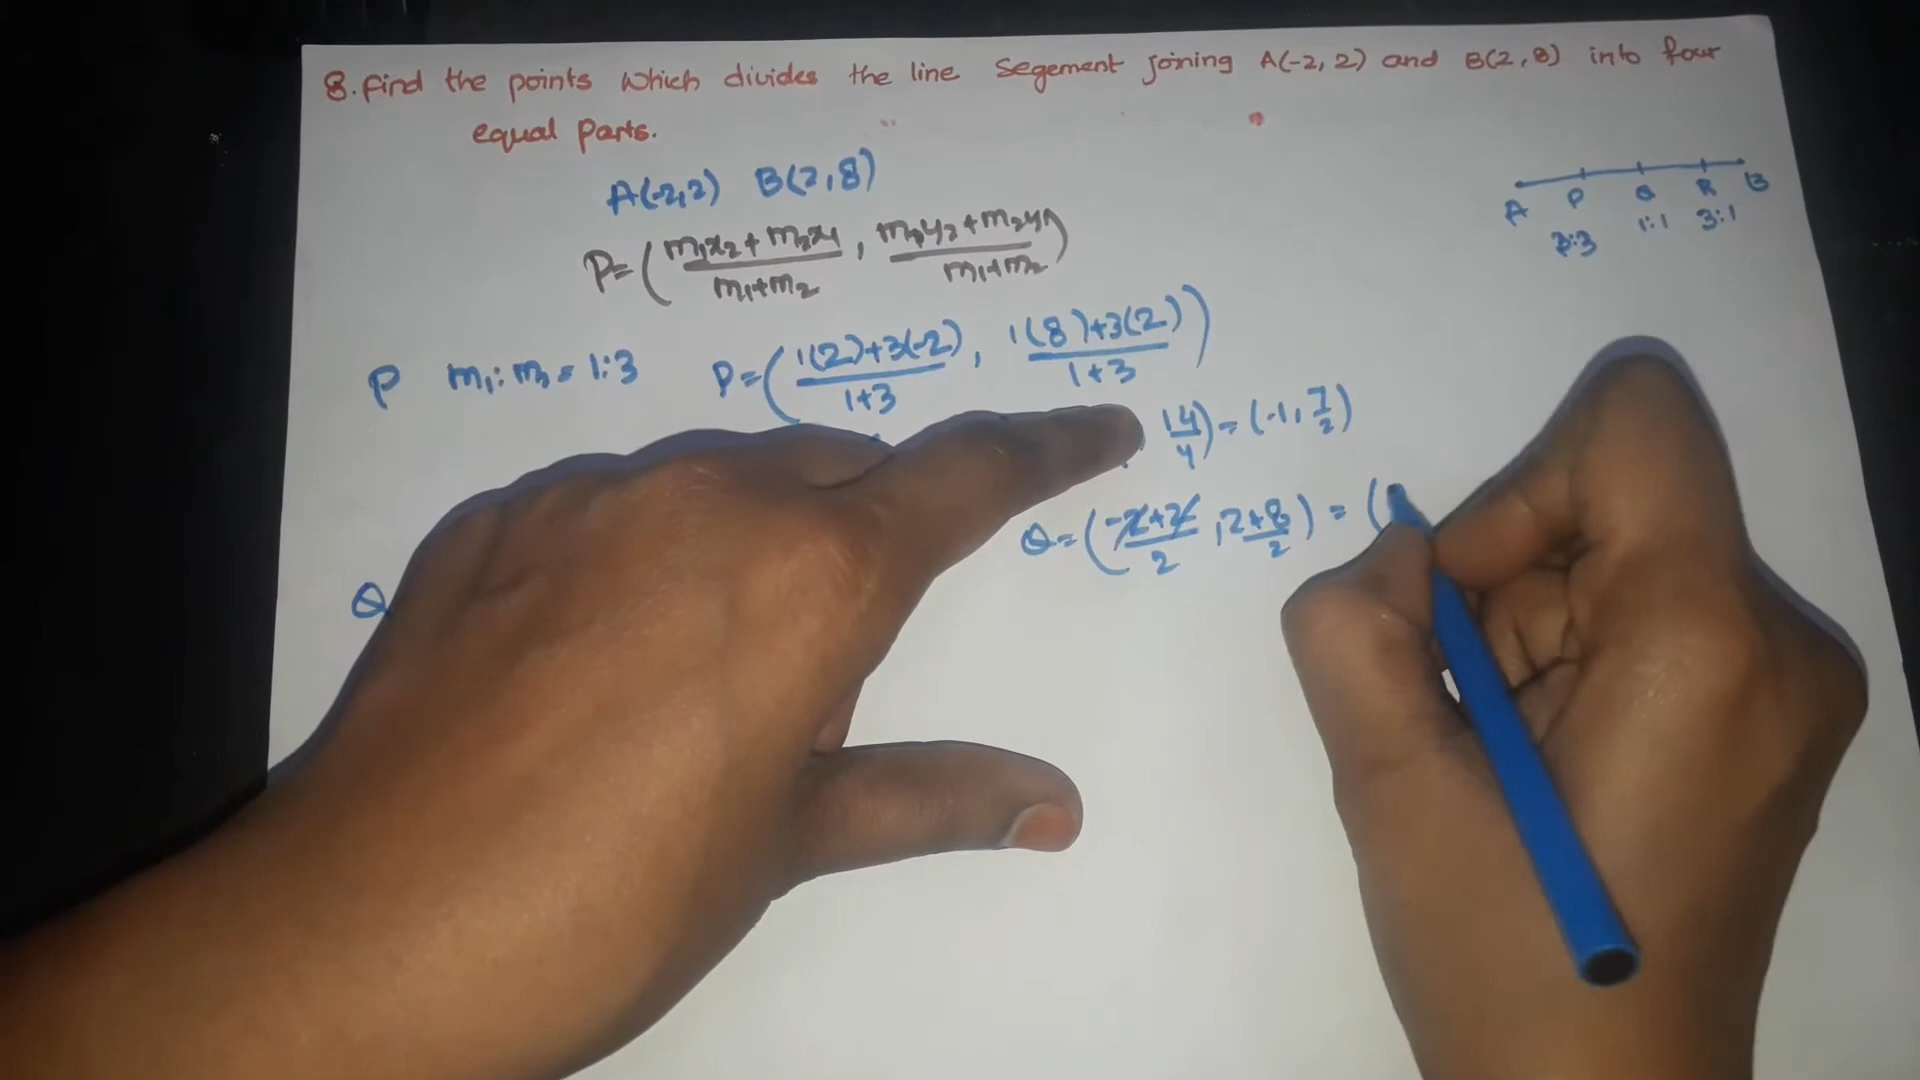 8. Find the points which divides the line segement joining A(-2, 2) and B(2, 8) into four
equal parts.
A(-2,2) B(2,8)
A P Q R B
3:3 1:1 3:1
P= (m₁x₂+m₂x₁/m₁+m₂, m₁y₂+m₂y₁/m₁+m₂)
P m₁:m₂ = 1:3 P=(1(2)+3(-2)/1+3, 1(8)+3(2)/1+3)
14/4) = (-1, 7/2)
Q=(-2+2/2, 2+8/2) = (
Q